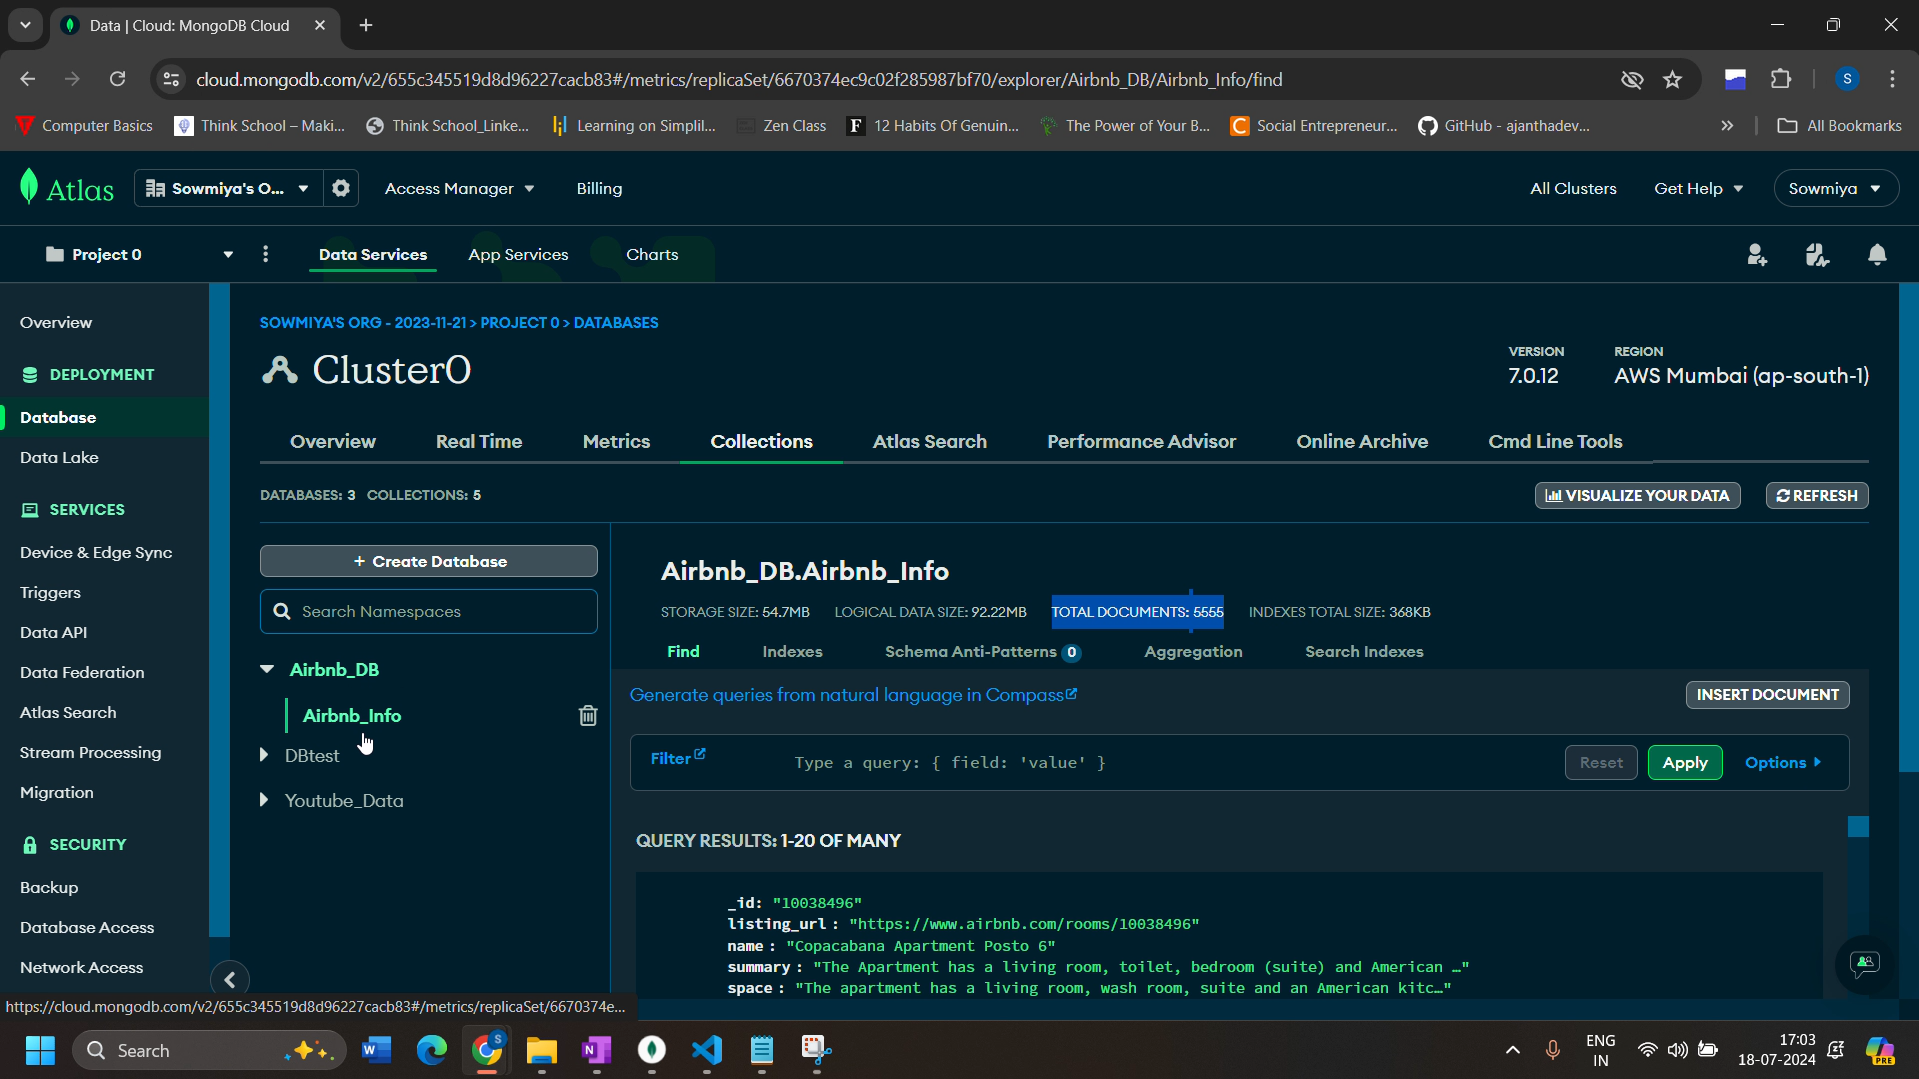 Data | Cloud: MongoDB Cloud
cloud.mongodb.com/v2/655c345519d8d96227cacb83#/metrics/replicaSet/6670374ec9c02f285987bf70/explorer/Airbnb_DB/Airbnb_Info/find
S
Computer Basics
Think School – Maki...
Think School_Linke...
Learning on Simplil...
Zen Class
F 12 Habits Of Genuin...
The Power of Your B...
C Social Entrepreneur...
GitHub - ajanthadev...
All Bookmarks
Atlas
Sowmiya's O...
Access Manager
Billing
All Clusters
Get Help
Sowmiya
Project 0
Data Services
App Services
Charts
Overview
DEPLOYMENT
Database
Data Lake
SERVICES
Device & Edge Sync
Triggers
Data API
Data Federation
Atlas Search
Stream Processing
Migration
SECURITY
Backup
Database Access
Network Access
SOWMIYA'S ORG - 2023-11-21 > PROJECT 0 > DATABASES
Cluster0
VERSION
7.0.12
REGION
AWS Mumbai (ap-south-1)
Overview
Real Time
Metrics
Collections
Atlas Search
Performance Advisor
Online Archive
Cmd Line Tools
DATABASES: 3 COLLECTIONS: 5
VISUALIZE YOUR DATA
REFRESH
+ Create Database
Search Namespaces
Airbnb_DB
Airbnb_Info
DBtest
Youtube_Data
Airbnb_DB.Airbnb_Info
STORAGE SIZE: 54.7MB LOGICAL DATA SIZE: 92.22MB TOTAL DOCUMENTS: 5555 INDEXES TOTAL SIZE: 368KB
Find
Indexes
Schema Anti-Patterns 0
Aggregation
Search Indexes
Generate queries from natural language in Compass
INSERT DOCUMENT
Filter
Type a query: { field: 'value' }
Reset
Apply
Options
QUERY RESULTS: 1-20 OF MANY
_id: "10038496"
listing_url : "https://www.airbnb.com/rooms/10038496"
name : "Copacabana Apartment Posto 6"
summary : "The Apartment has a living room, toilet, bedroom (suite) and American …"
space : "The apartment has a living room, wash room, suite and an American kitc…"
https://cloud.mongodb.com/v2/655c345519d8d96227cacb83#/metrics/replicaSet/6670374e...
Search
W
S
N
ENG
IN
17:03
18-07-2024
PRE